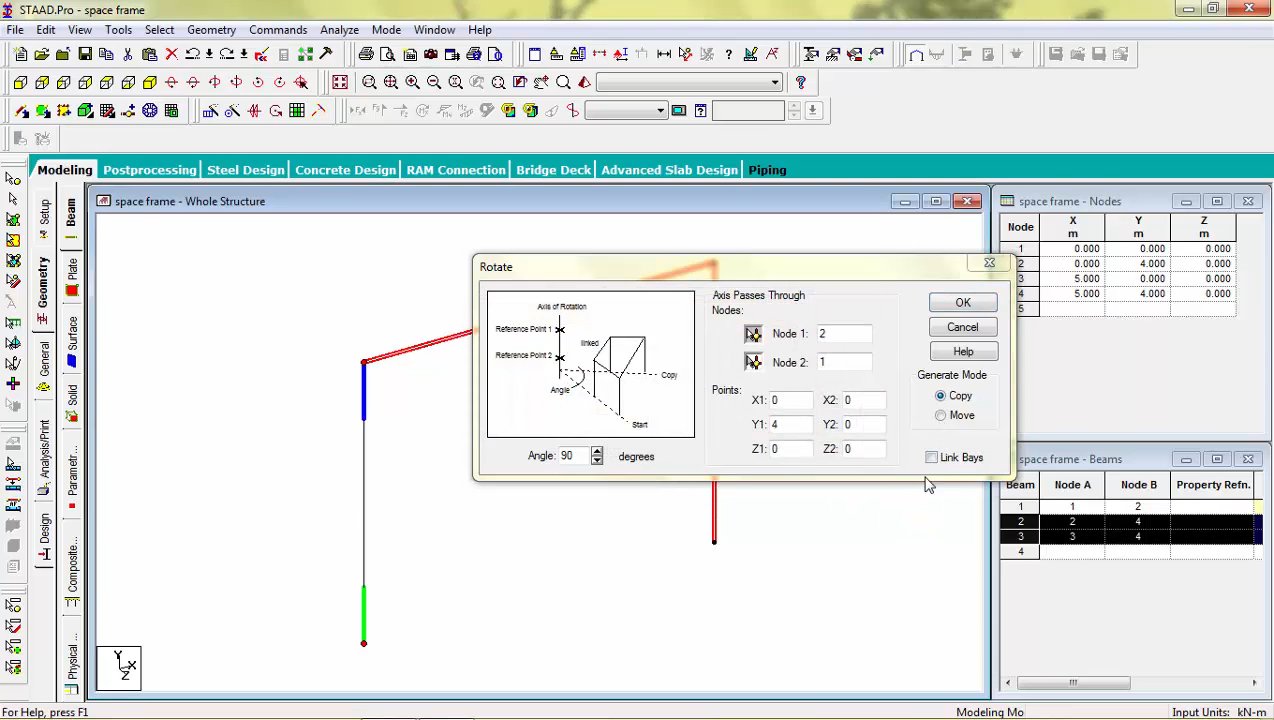 STAAD.Pro - space frame
File Edit View Tools Select Geometry Commands Analyze Mode Window Help
Modeling Postprocessing Steel Design Concrete Design RAM Connection Bridge Deck Advanced Slab Design Piping
Setup
Geometry
General
Analysis/Print
Design
Beam
Plate
Surface
Solid
Parametr...
Composite...
Physical ...
space frame - Whole Structure
Y
X
Z
Rotate
Axis of Rotation
Reference Point 1
Reference Point 2
linked
Copy
Angle
Start
Angle: 90 degrees
Axis Passes Through
Nodes:
Node 1: 2
Node 2: 1
Points:
X1: 0 X2: 0
Y1: 4 Y2: 0
Z1: 0 Z2: 0
OK
Cancel
Help
Generate Mode
Copy
Move
Link Bays
space frame - Nodes
Node X Y Z
m m m
1 0.000 0.000 0.000
2 0.000 4.000 0.000
3 5.000 0.000 0.000
4 5.000 4.000 0.000
5
space frame - Beams
Beam Node A Node B Property Refn.
1 1 2
2 2 4
3 3 4
4
For Help, press F1
Modeling Mo
Input Units: kN-m